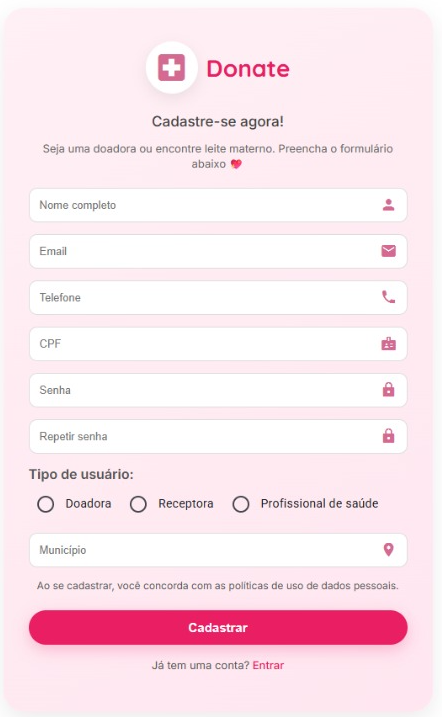 Donate
Cadastre-se agora!
Seja uma doadora ou encontre leite materno. Preencha o formulário
abaixo 💖
Nome completo
Email
Telefone
CPF
Senha
Repetir senha
Tipo de usuário:
Doadora Receptora Profissional de saúde
Município
Ao se cadastrar, você concorda com as políticas de uso de dados pessoais.
Cadastrar
Já tem uma conta? Entrar